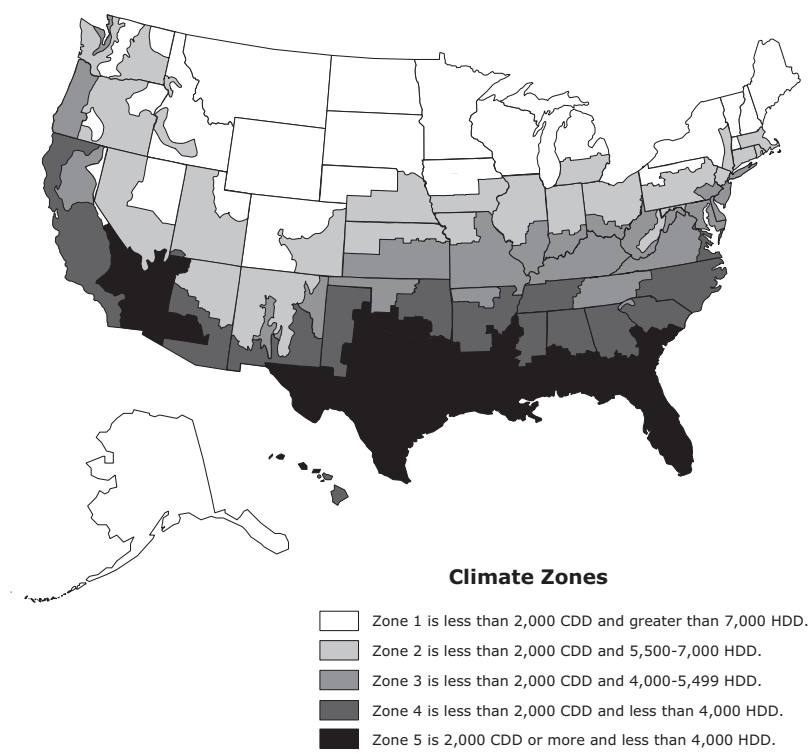 Climate Zones
Zone 1 is less than 2,000 CDD and greater than 7,000 HDD.
Zone 2 is less than 2,000 CDD and 5,500-7,000 HDD.
Zone 3 is less than 2,000 CDD and 4,000-5,499 HDD.
Zone 4 is less than 2,000 CDD and less than 4,000 HDD.
Zone 5 is 2,000 CDD or more and less than 4,000 HDD.